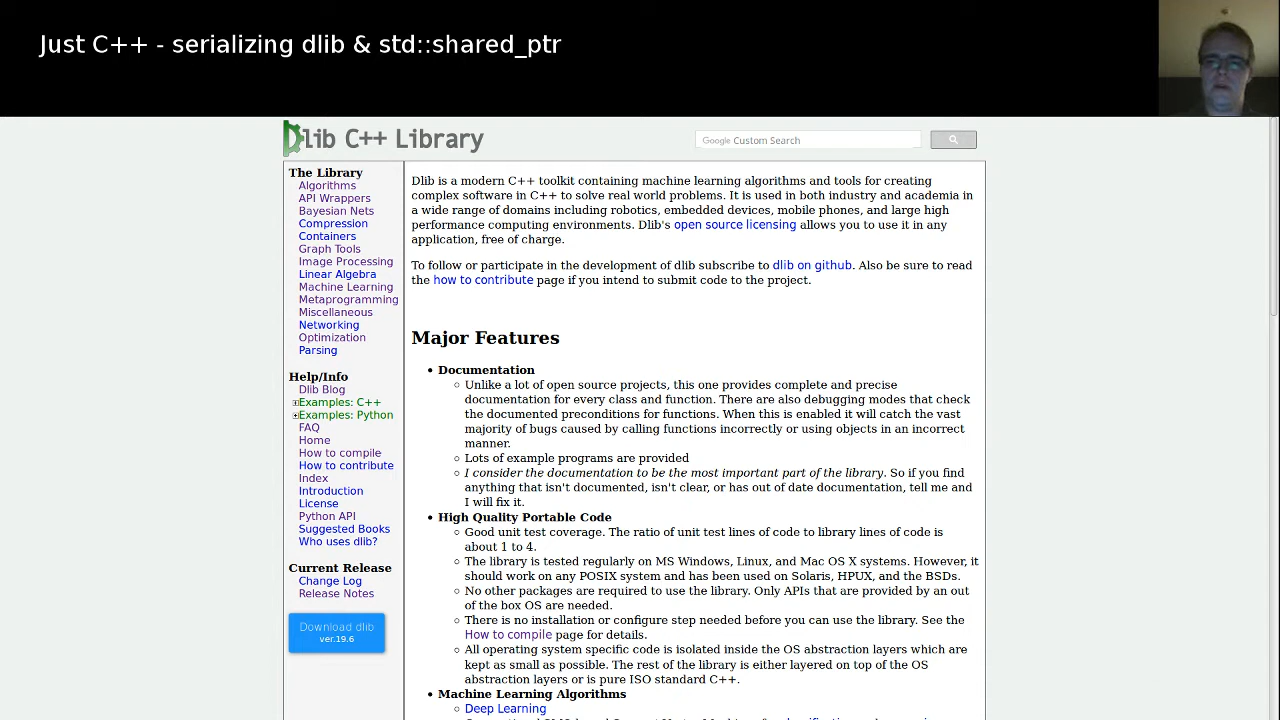 Just C++ - serializing dlib & std::shared_ptr
Dlib C++ Library
Google Custom Search
The Library
Algorithms
API Wrappers
Bayesian Nets
Compression
Containers
Graph Tools
Image Processing
Linear Algebra
Machine Learning
Metaprogramming
Miscellaneous
Networking
Optimization
Parsing
Help/Info
Dlib Blog
Examples: C++
Examples: Python
FAQ
Home
How to compile
How to contribute
Index
Introduction
License
Python API
Suggested Books
Who uses dlib?
Current Release
Change Log
Release Notes
Download dlib
ver.19.6
Dlib is a modern C++ toolkit containing machine learning algorithms and tools for creating
complex software in C++ to solve real world problems. It is used in both industry and academia in
a wide range of domains including robotics, embedded devices, mobile phones, and large high
performance computing environments. Dlib's open source licensing allows you to use it in any
application, free of charge.
To follow or participate in the development of dlib subscribe to dlib on github. Also be sure to read
the how to contribute page if you intend to submit code to the project.
Major Features
• Documentation
◦ Unlike a lot of open source projects, this one provides complete and precise
documentation for every class and function. There are also debugging modes that check
the documented preconditions for functions. When this is enabled it will catch the vast
majority of bugs caused by calling functions incorrectly or using objects in an incorrect
manner.
◦ Lots of example programs are provided
◦ I consider the documentation to be the most important part of the library. So if you find
anything that isn't documented, isn't clear, or has out of date documentation, tell me and
I will fix it.
• High Quality Portable Code
◦ Good unit test coverage. The ratio of unit test lines of code to library lines of code is
about 1 to 4.
◦ The library is tested regularly on MS Windows, Linux, and Mac OS X systems. However, it
should work on any POSIX system and has been used on Solaris, HPUX, and the BSDs.
◦ No other packages are required to use the library. Only APIs that are provided by an out
of the box OS are needed.
◦ There is no installation or configure step needed before you can use the library. See the
How to compile page for details.
◦ All operating system specific code is isolated inside the OS abstraction layers which are
kept as small as possible. The rest of the library is either layered on top of the OS
abstraction layers or is pure ISO standard C++.
• Machine Learning Algorithms
◦ Deep Learning